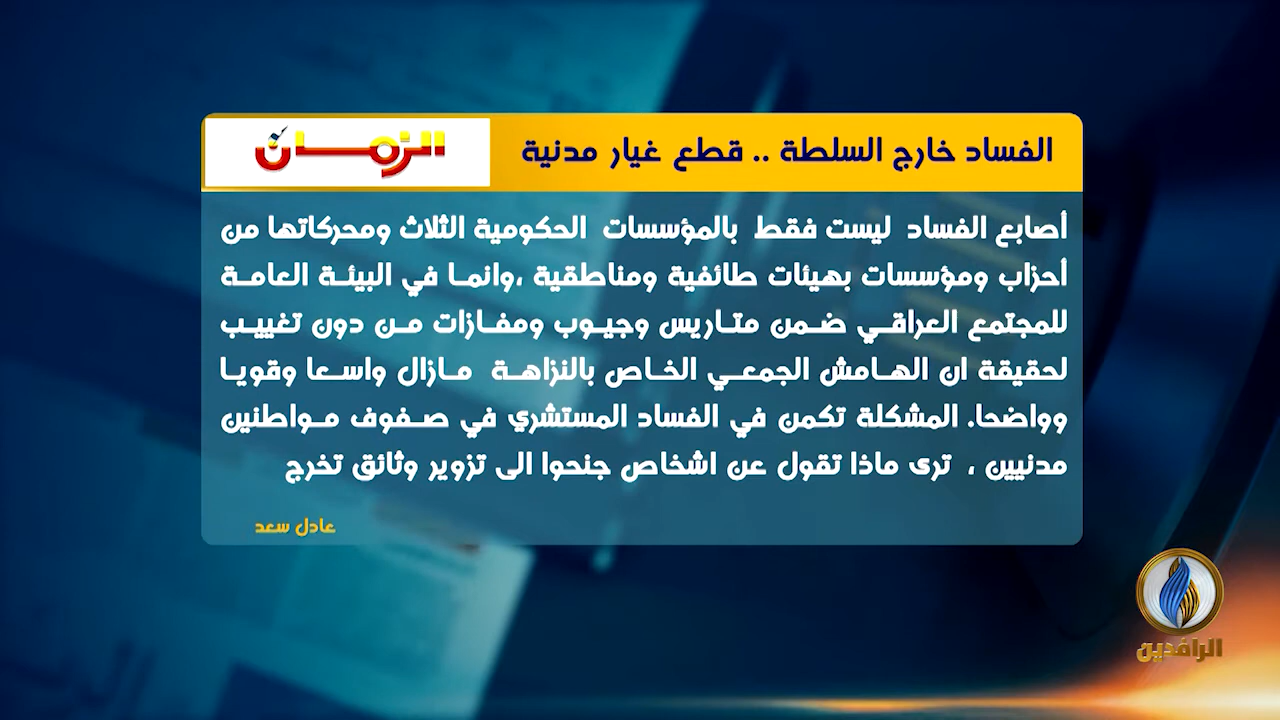 الفساد خارج السلطة .. قطع غيار مدنية
الزمان
أصابع الفساد ليست فقط بالمؤسسات الحكومية الثلاث ومحركاتها من
أحزاب ومؤسسات بهيئات طائفية ومناطقية ،وانما في البيئة العامة
للمجتمع العراقي ضمن متاريس وجيوب ومفازات من دون تغييب
لحقيقة ان الهامش الجمعي الخاص بالنزاهة مازال واسعا وقويا
وواضحا. المشكلة تكمن في الفساد المستشري في صفوف مواطنين
مدنيين ، ترى ماذا تقول عن اشخاص جنحوا الى تزوير وثائق تخرج
عادل سعد
الرافدين